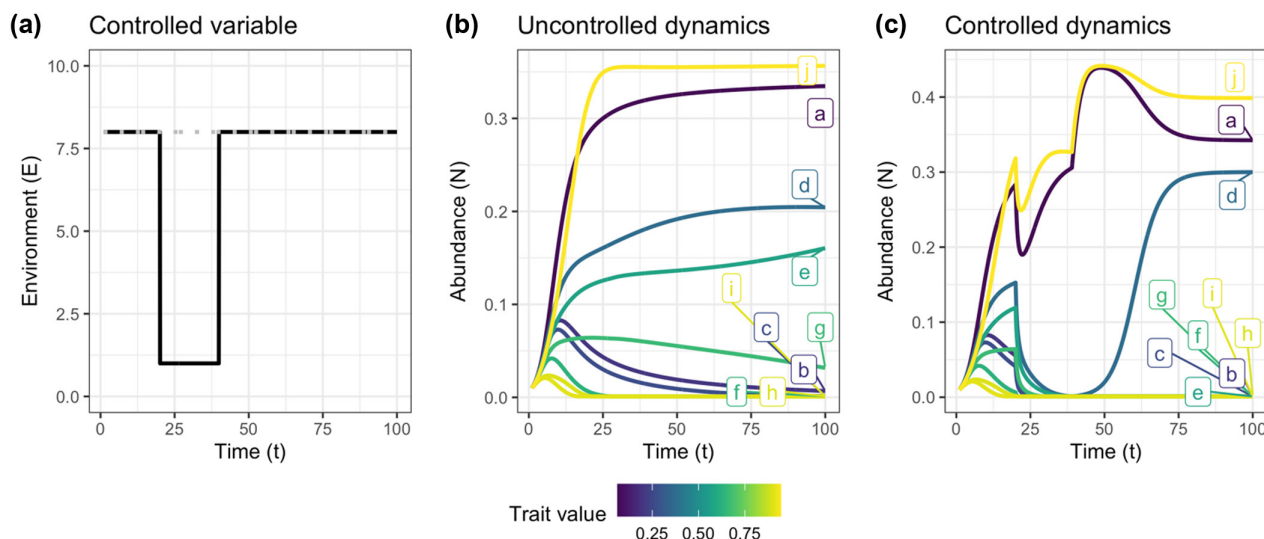 (a) Controlled variable
Environment (E)
10.0
7.5
5.0
2.5
0.0
0 25 50 75 100
Time (t)
(b) Uncontrolled dynamics
Abundance (N)
0.3
0.2
0.1
0.0
j
a
d
e
i
c
g
b
f
h
0 25 50 75 100
Time (t)
(c) Controlled dynamics
Abundance (N)
0.4
0.3
0.2
0.1
0.0
j
a
d
g
i
f
h
c
b
e
0 25 50 75 100
Time (t)
Trait value
0.25 0.50 0.75